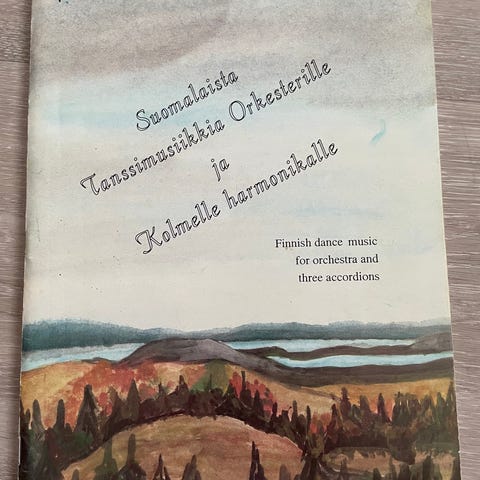 Suomalaista
Tanssimusiikkia Orkesterille
ja
Kolmelle harmonikalle
Finnish dance music
for orchestra and
three accordions